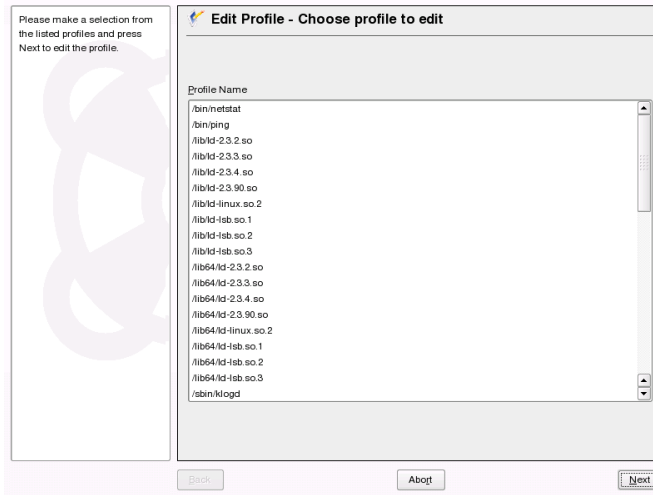 Please make a selection from
the listed profiles and press
Next to edit the profile.
Edit Profile - Choose profile to edit
Profile Name
/bin/netstat
/bin/ping
/lib/ld-2.3.2.so
/lib/ld-2.3.3.so
/lib/ld-2.3.4.so
/lib/ld-2.3.90.so
/lib/ld-linux.so.2
/lib/ld-lsb.so.1
/lib/ld-lsb.so.2
/lib/ld-lsb.so.3
/lib64/ld-2.3.2.so
/lib64/ld-2.3.3.so
/lib64/ld-2.3.4.so
/lib64/ld-2.3.90.so
/lib64/ld-linux.so.2
/lib64/ld-lsb.so.1
/lib64/ld-lsb.so.2
/lib64/ld-lsb.so.3
/sbin/klogd
Back
Abort
Next